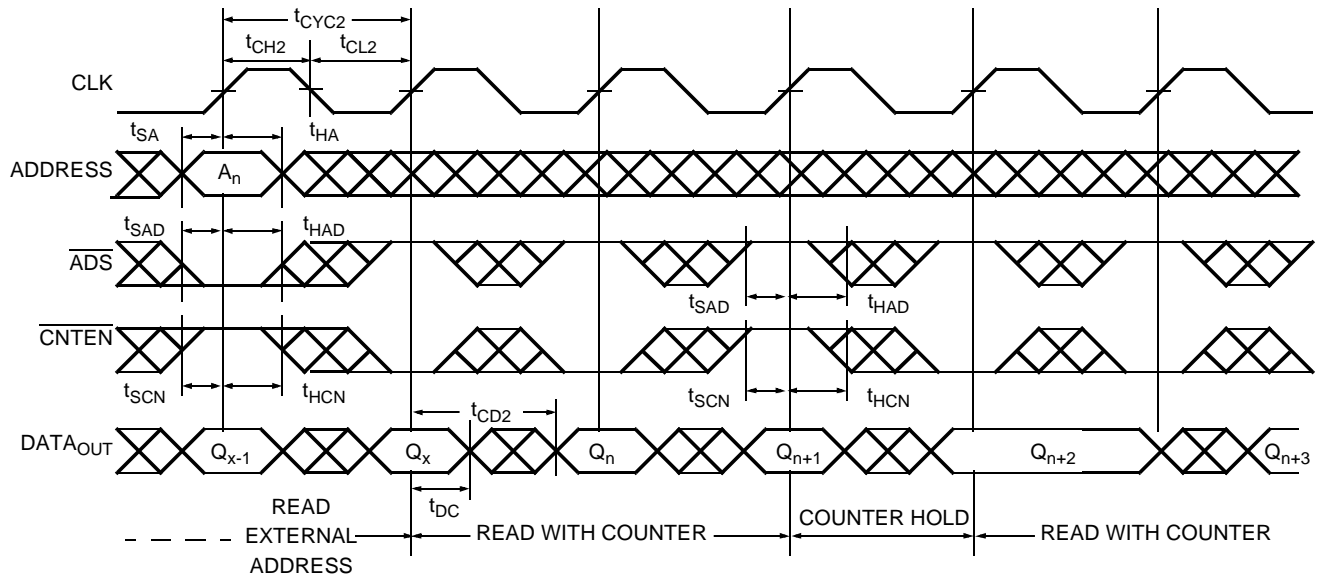 tCYC2
tCH2 tCL2
CLK
tSA tHA
ADDRESS An
tSAD tHAD
ADS
tSAD tHAD
CNTEN
tSCN tHCN tSCN tHCN
tCD2
DATAOUT Qx-1 Qx Qn Qn+1 Qn+2 Qn+3
tDC
READ
EXTERNAL
ADDRESS
READ WITH COUNTER
COUNTER HOLD
READ WITH COUNTER